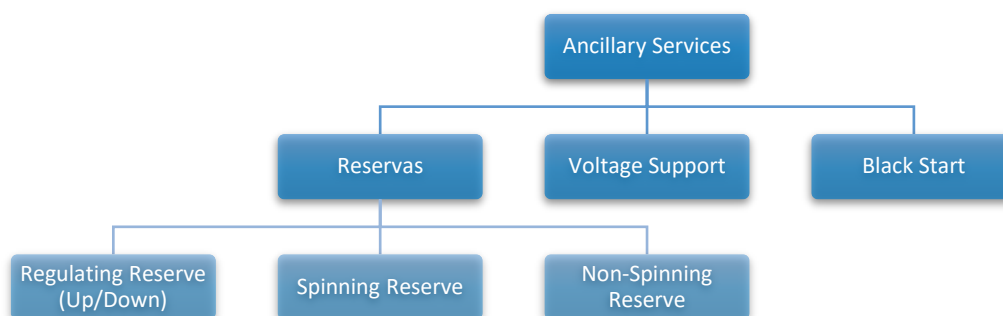 Ancillary Services
Reservas
Voltage Support
Black Start
Regulating Reserve
(Up/Down)
Spinning Reserve
Non-Spinning
Reserve